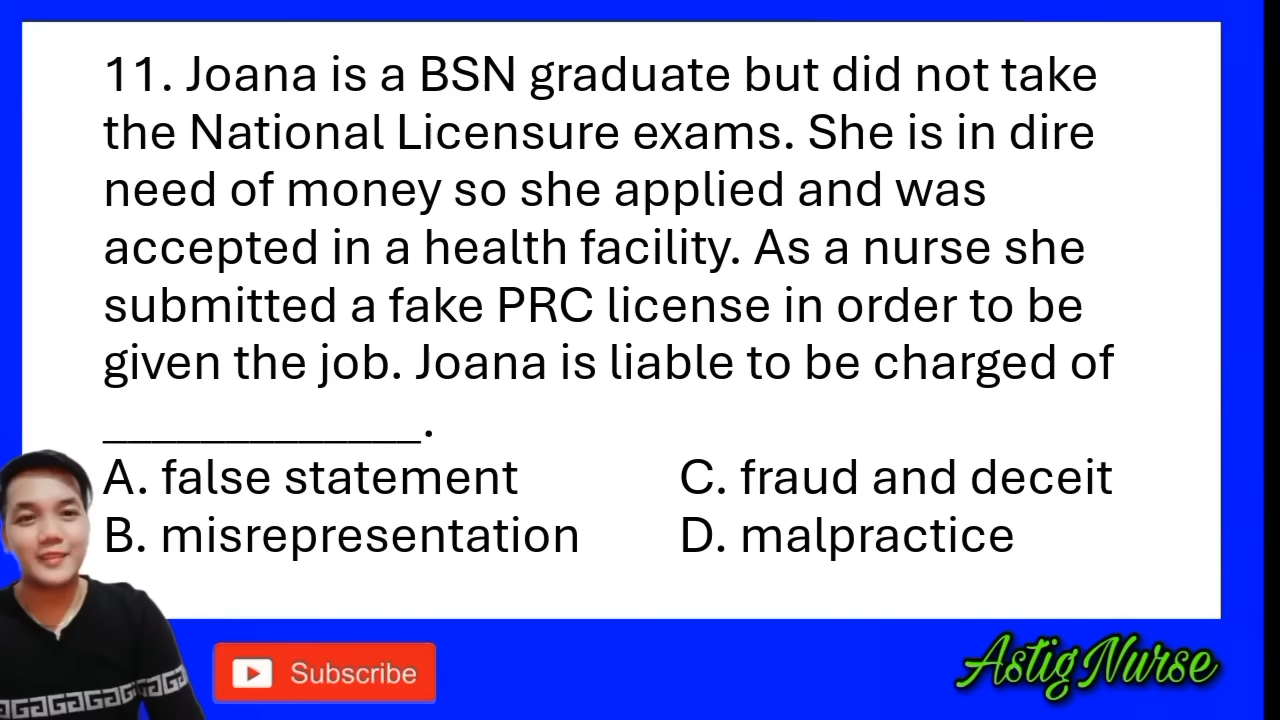 11. Joana is a BSN graduate but did not take
the National Licensure exams. She is in dire
need of money so she applied and was
accepted in a health facility. As a nurse she
submitted a fake PRC license in order to be
given the job. Joana is liable to be charged of
_____________.
A. false statement
C. fraud and deceit
B. misrepresentation
D. malpractice
Subscribe
Astig Nurse